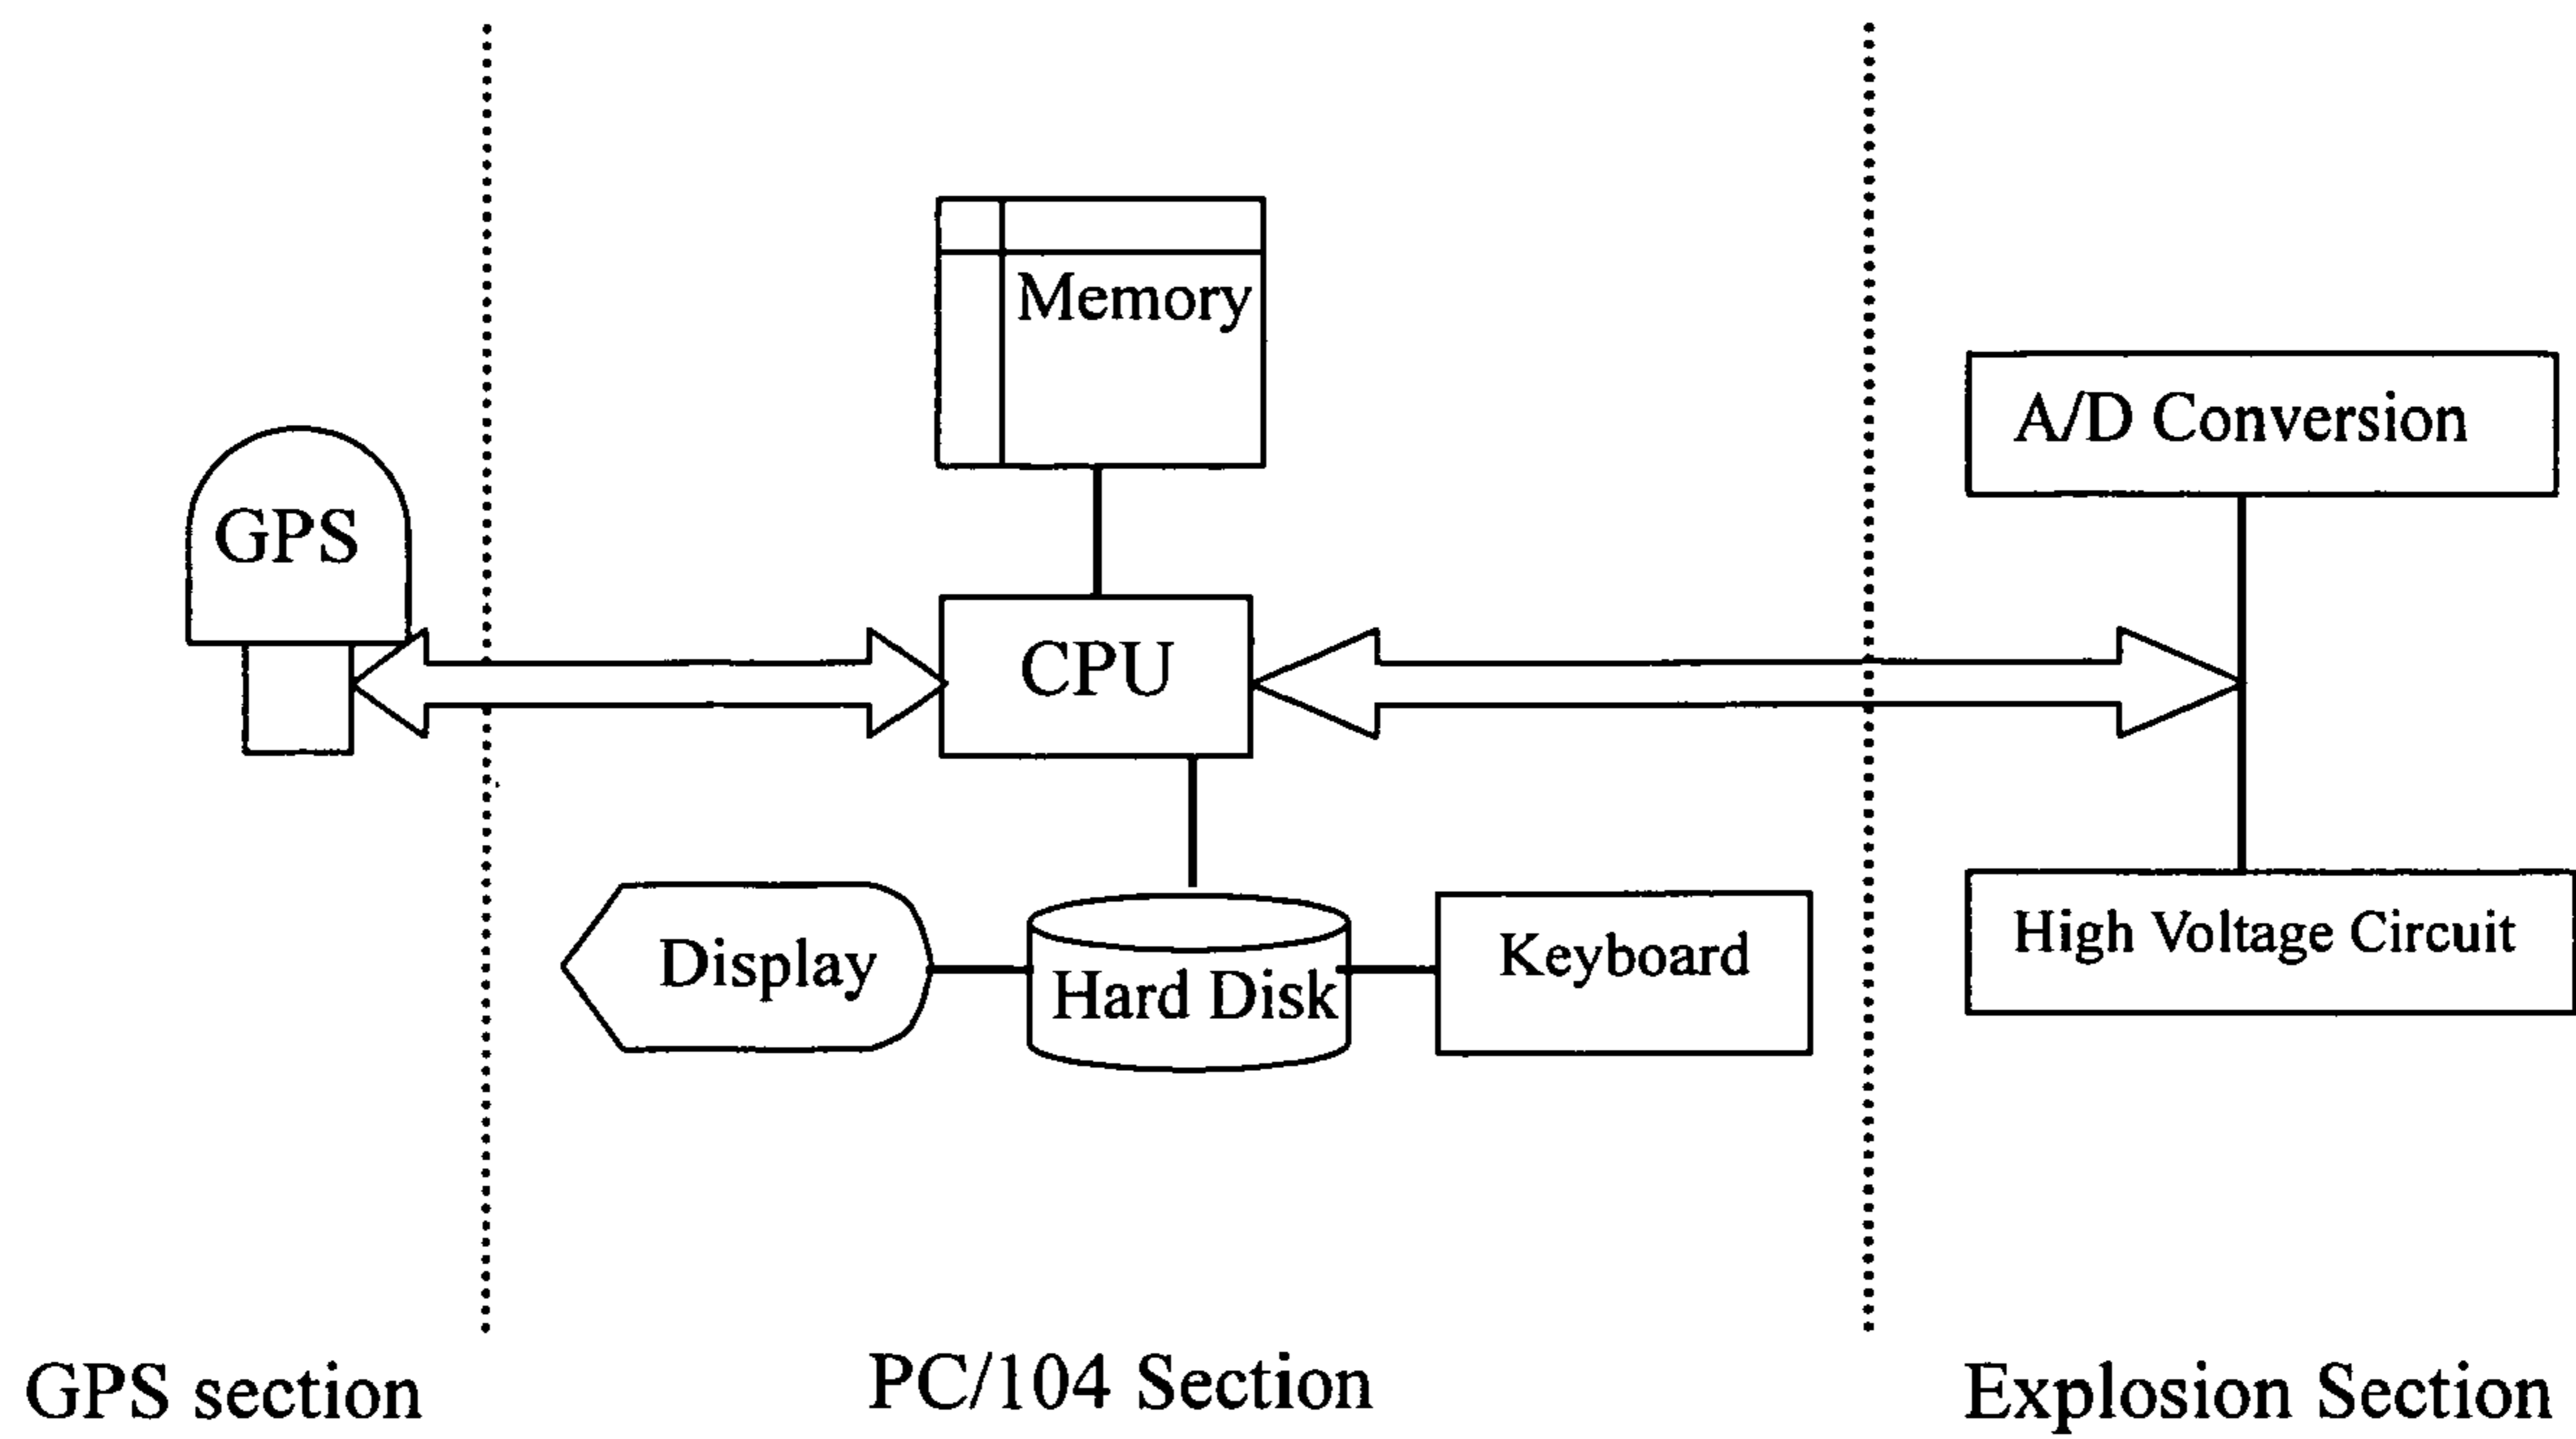 Memory
A/D Conversion
GPS
CPU
Display
Hard Disk
Keyboard
High Voltage Circuit
GPS section
PC/104 Section
Explosion Section